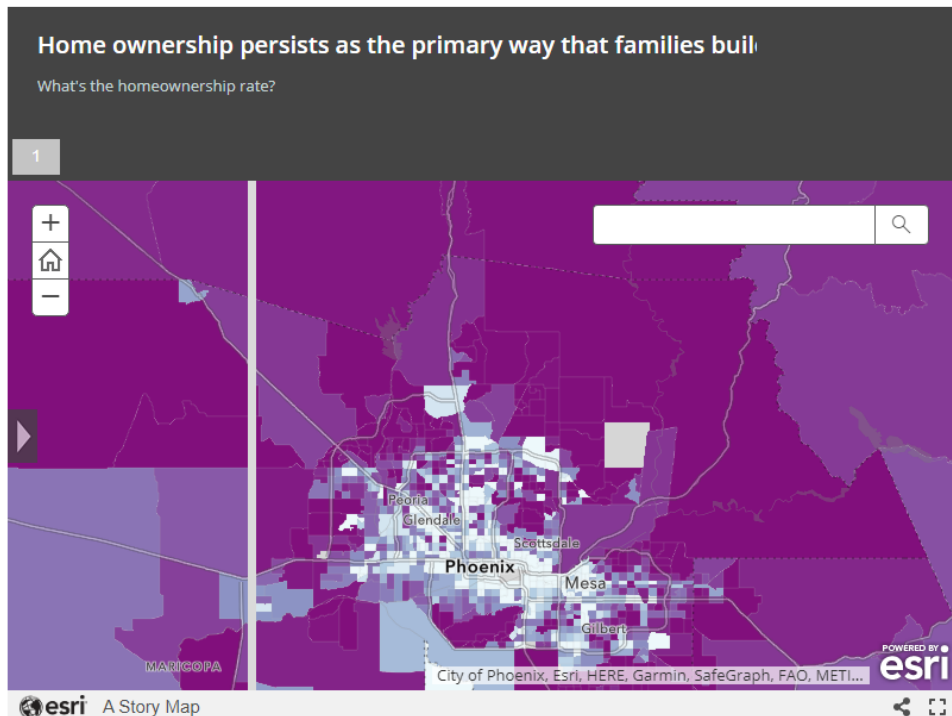 Home ownership persists as the primary way that families buil
What's the homeownership rate?
1
+
−
Peoria
Glendale
Scottsdale
Phoenix
Mesa
Gilbert
MARICOPA
City of Phoenix, Esri, HERE, Garmin, SafeGraph, FAO, METI...
POWERED BY
esri
esri A Story Map